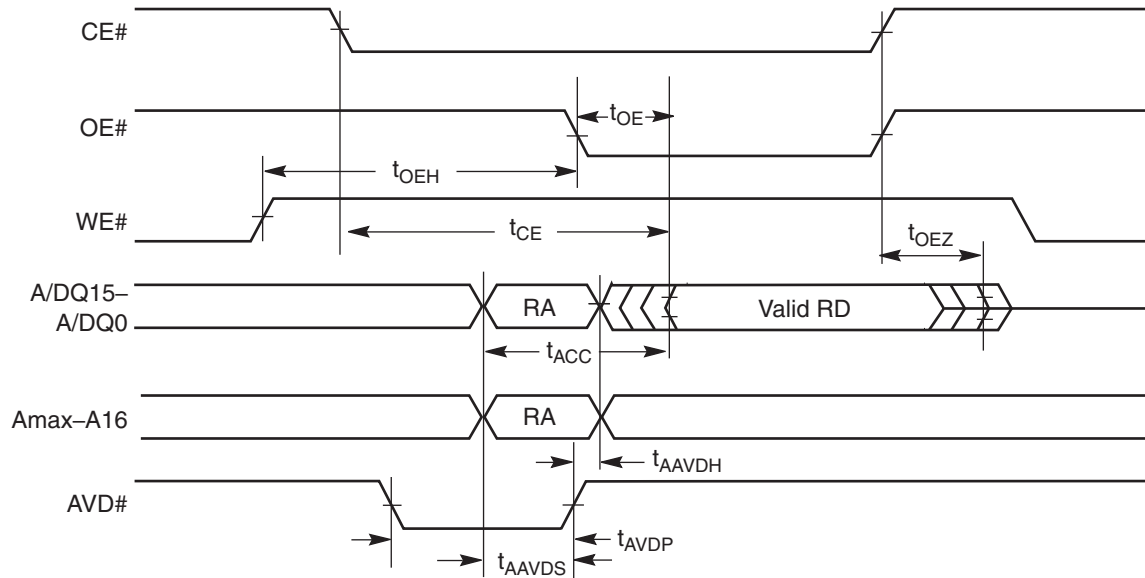 CE#
OE#
tOE
tOEH
WE#
tCE
tOEZ
A/DQ15–
A/DQ0
RA
Valid RD
tACC
Amax–A16
RA
tAAVDH
AVD#
tAVDP
tAAVDS